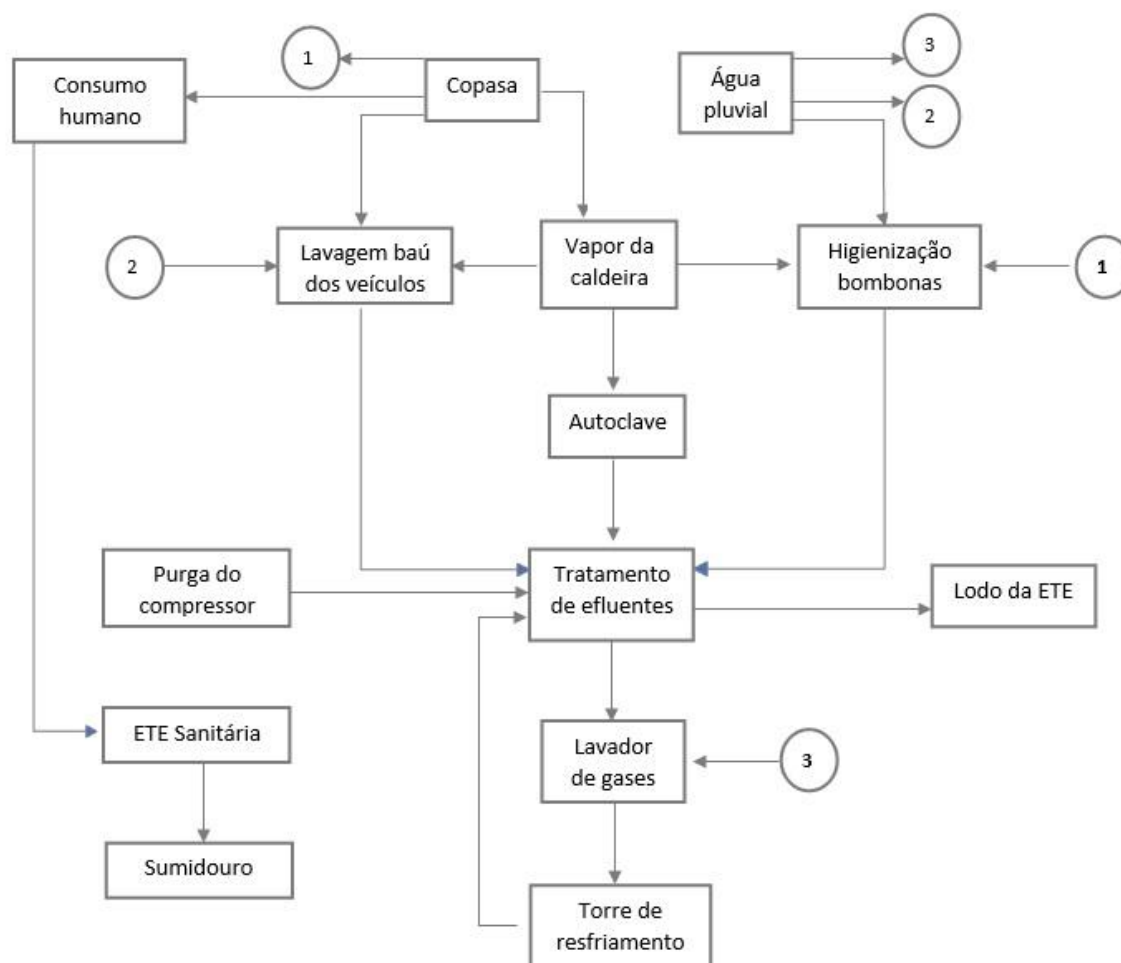 1
3
Consumo
humano
Copasa
Água
pluvial
2
2
Lavagem baú
dos veículos
Vapor da
caldeira
Higienização
bombonas
1
Autoclave
Purga do
compressor
Tratamento
de efluentes
Lodo da ETE
ETE Sanitária
Lavador
de gases
3
Sumidouro
Torre de
resfriamento